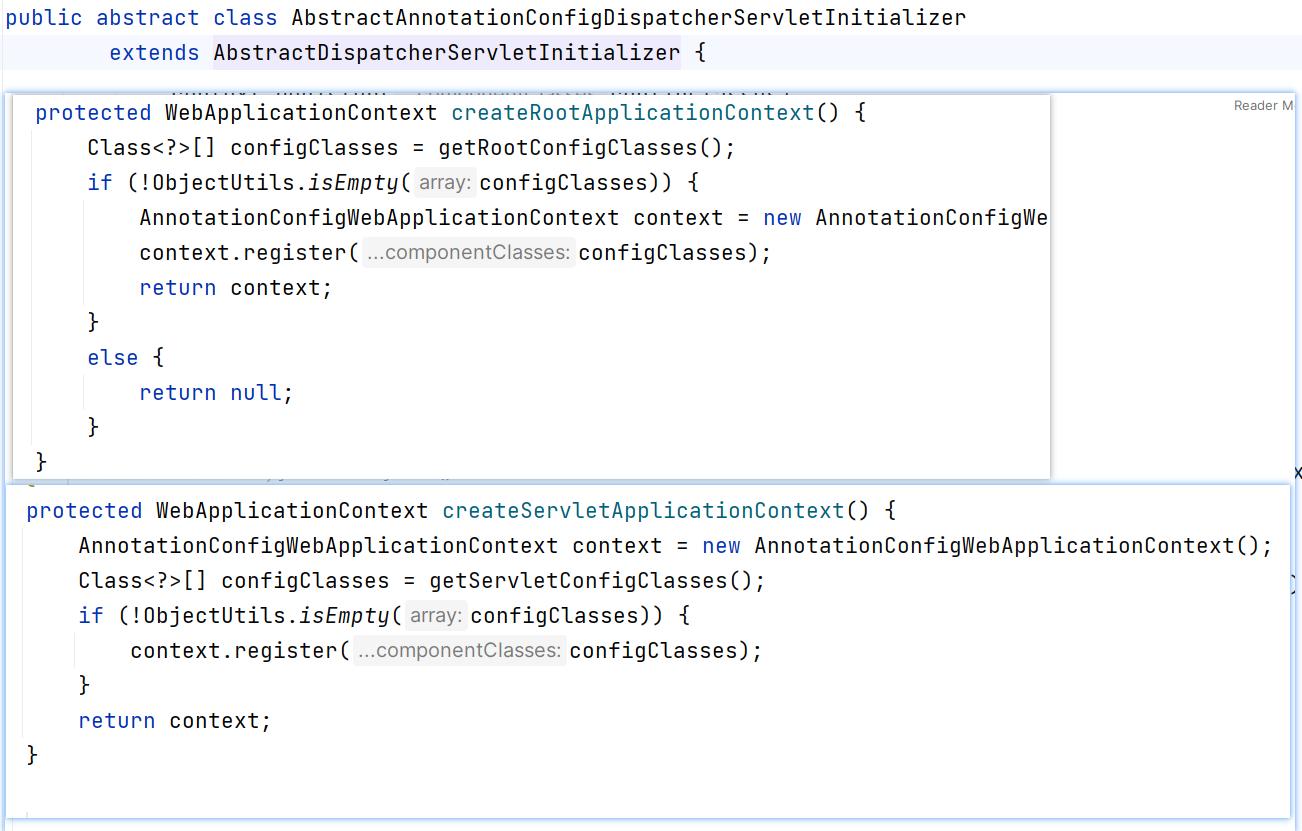 public abstract class AbstractAnnotationConfigDispatcherServletInitializer
        extends AbstractDispatcherServletInitializer {
Reader M
protected WebApplicationContext createRootApplicationContext() {
    Class<?>[] configClasses = getRootConfigClasses();
    if (!ObjectUtils.isEmpty( array: configClasses)) {
        AnnotationConfigWebApplicationContext context = new AnnotationConfigWe
        context.register( ...componentClasses: configClasses);
        return context;
    }
    else {
        return null;
    }
}
protected WebApplicationContext createServletApplicationContext() {
    AnnotationConfigWebApplicationContext context = new AnnotationConfigWebApplicationContext();
    Class<?>[] configClasses = getServletConfigClasses();
    if (!ObjectUtils.isEmpty( array: configClasses)) {
        context.register( ...componentClasses: configClasses);
    }
    return context;
}